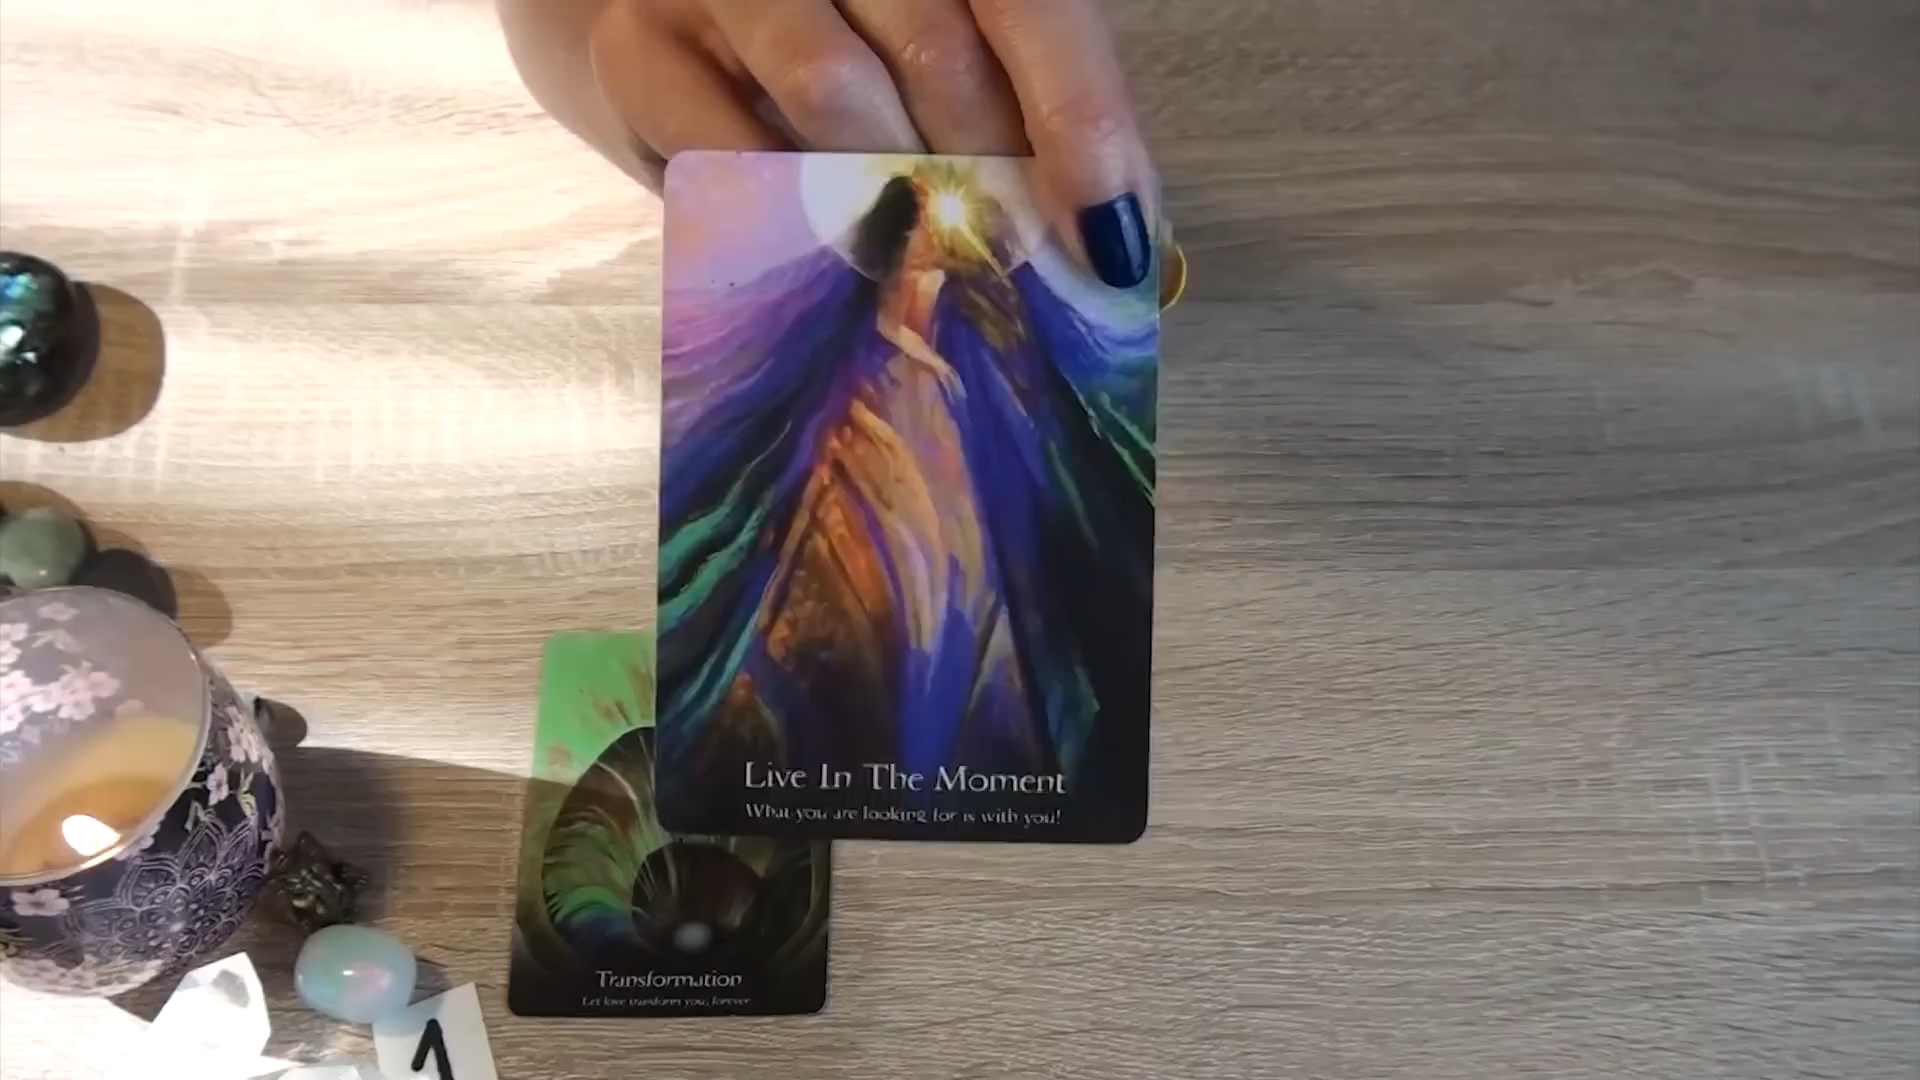 Live In The Moment
What you are looking for is with you!
Transformation
Let love transform you, forever
1